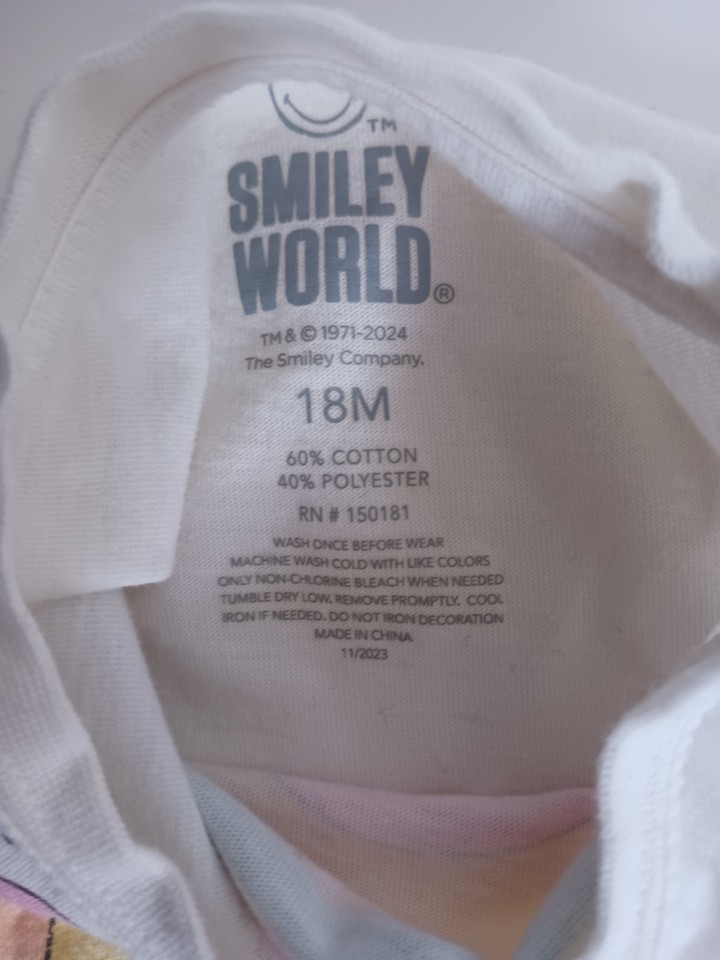 TM
SMILEY
WORLD®
TM & © 1971-2024
The Smiley Company.
18M
60% COTTON
40% POLYESTER
RN # 150181
WASH ONCE BEFORE WEAR
MACHINE WASH COLD WITH LIKE COLORS
ONLY NON-CHLORINE BLEACH WHEN NEEDED
TUMBLE DRY LOW. REMOVE PROMPTLY. COOL
IRON IF NEEDED. DO NOT IRON DECORATION
MADE IN CHINA
11/2023